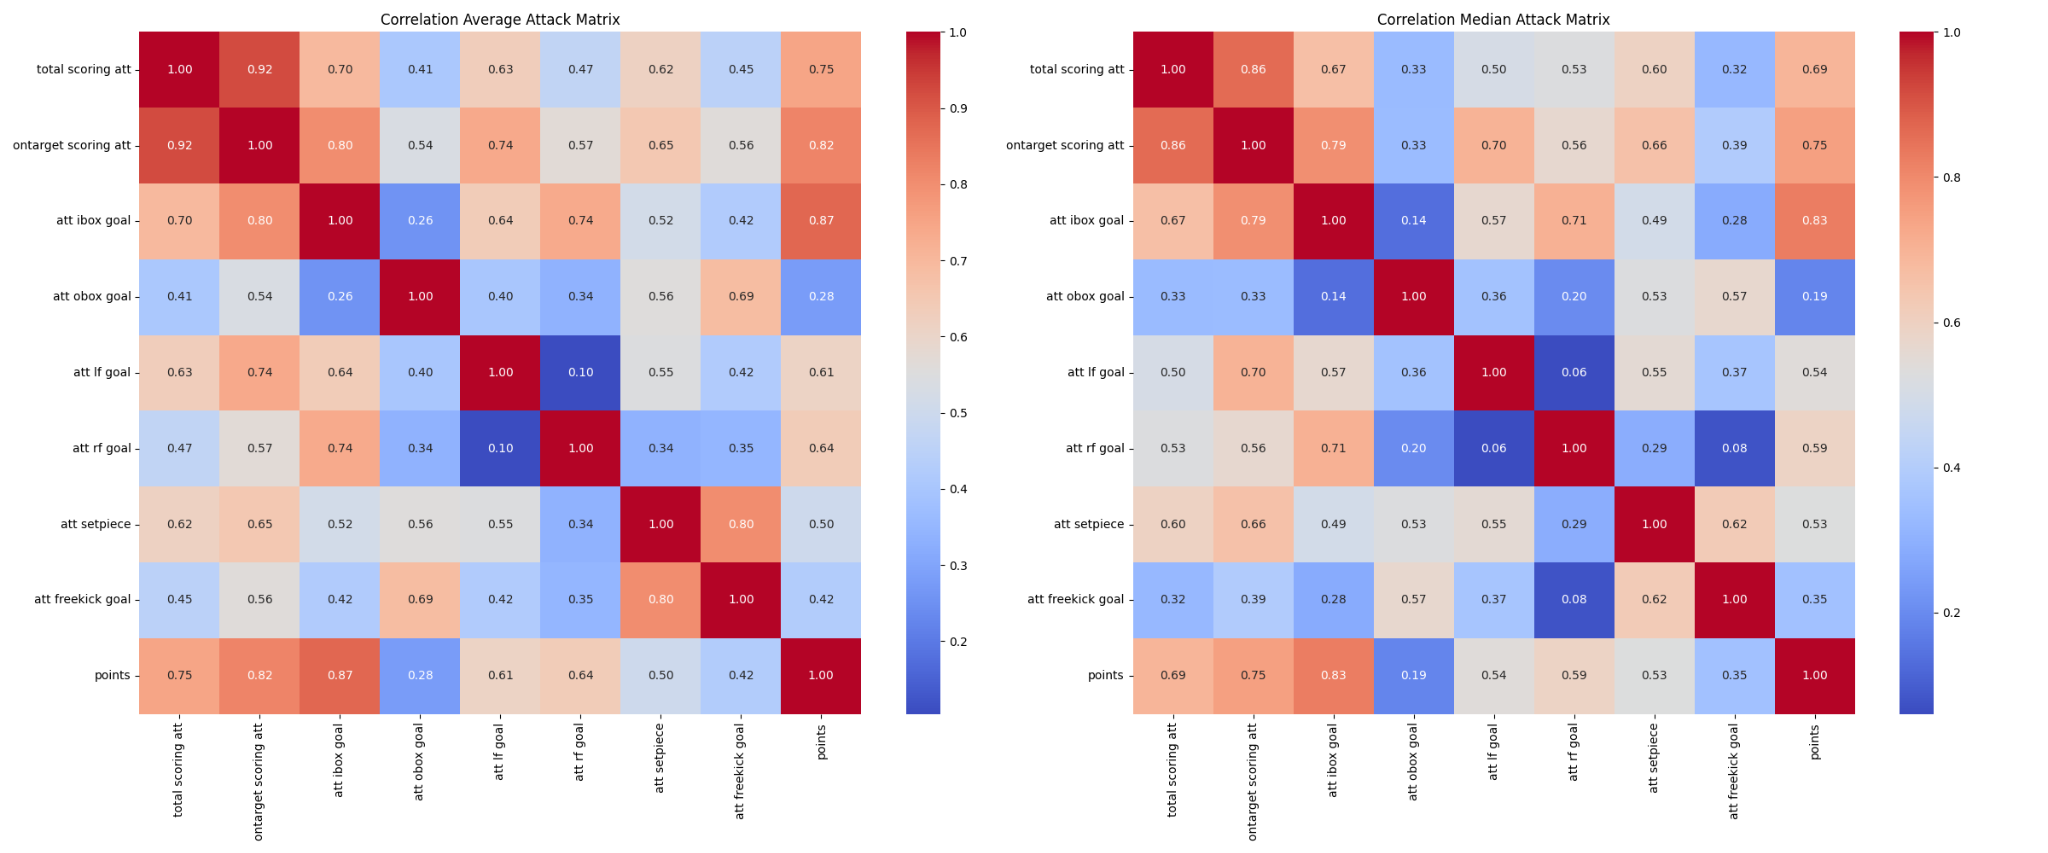 Correlation Average Attack Matrix
total scoring att 1.00 0.92 0.70 0.41 0.63 0.47 0.62 0.45 0.75
ontarget scoring att 0.92 1.00 0.80 0.54 0.74 0.57 0.65 0.56 0.82
att ibox goal 0.70 0.80 1.00 0.26 0.64 0.74 0.52 0.42 0.87
att obox goal 0.41 0.54 0.26 1.00 0.40 0.34 0.56 0.69 0.28
att lf goal 0.63 0.74 0.64 0.40 1.00 0.10 0.55 0.42 0.61
att rf goal 0.47 0.57 0.74 0.34 0.10 1.00 0.34 0.35 0.64
att setpiece 0.62 0.65 0.52 0.56 0.55 0.34 1.00 0.80 0.50
att freekick goal 0.45 0.56 0.42 0.69 0.42 0.35 0.80 1.00 0.42
points 0.75 0.82 0.87 0.28 0.61 0.64 0.50 0.42 1.00
total scoring att
ontarget scoring att
att ibox goal
att obox goal
att lf goal
att rf goal
att setpiece
att freekick goal
points
1.0
0.9
0.8
0.7
0.6
0.5
0.4
0.3
0.2
Correlation Median Attack Matrix
total scoring att 1.00 0.86 0.67 0.33 0.50 0.53 0.60 0.32 0.69
ontarget scoring att 0.86 1.00 0.79 0.33 0.70 0.56 0.66 0.39 0.75
att ibox goal 0.67 0.79 1.00 0.14 0.57 0.71 0.49 0.28 0.83
att obox goal 0.33 0.33 0.14 1.00 0.36 0.20 0.53 0.57 0.19
att lf goal 0.50 0.70 0.57 0.36 1.00 0.06 0.55 0.37 0.54
att rf goal 0.53 0.56 0.71 0.20 0.06 1.00 0.29 0.08 0.59
att setpiece 0.60 0.66 0.49 0.53 0.55 0.29 1.00 0.62 0.53
att freekick goal 0.32 0.39 0.28 0.57 0.37 0.08 0.62 1.00 0.35
points 0.69 0.75 0.83 0.19 0.54 0.59 0.53 0.35 1.00
total scoring att
ontarget scoring att
att ibox goal
att obox goal
att lf goal
att rf goal
att setpiece
att freekick goal
points
1.0
0.8
0.6
0.4
0.2